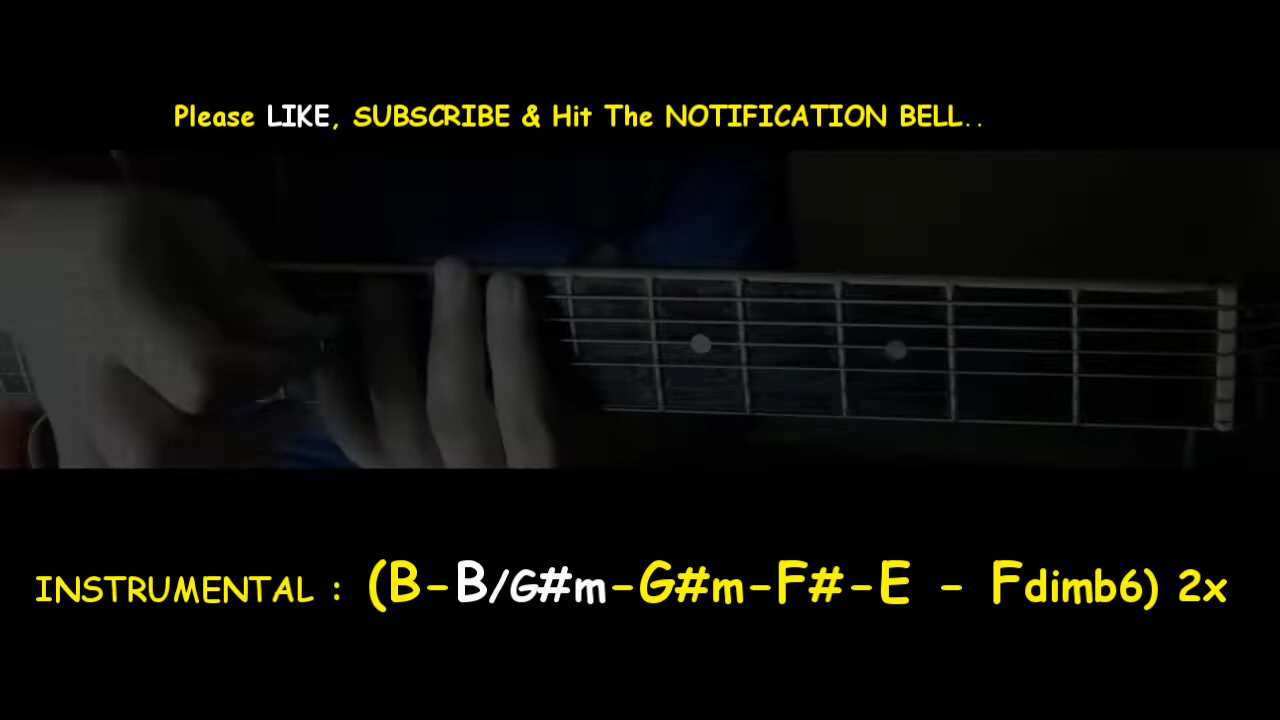 Please LIKE, SUBSCRIBE & Hit The NOTIFICATION BELL..
INSTRUMENTAL : (B-B/G#m-G#m-F#-E - Fdimb6) 2x